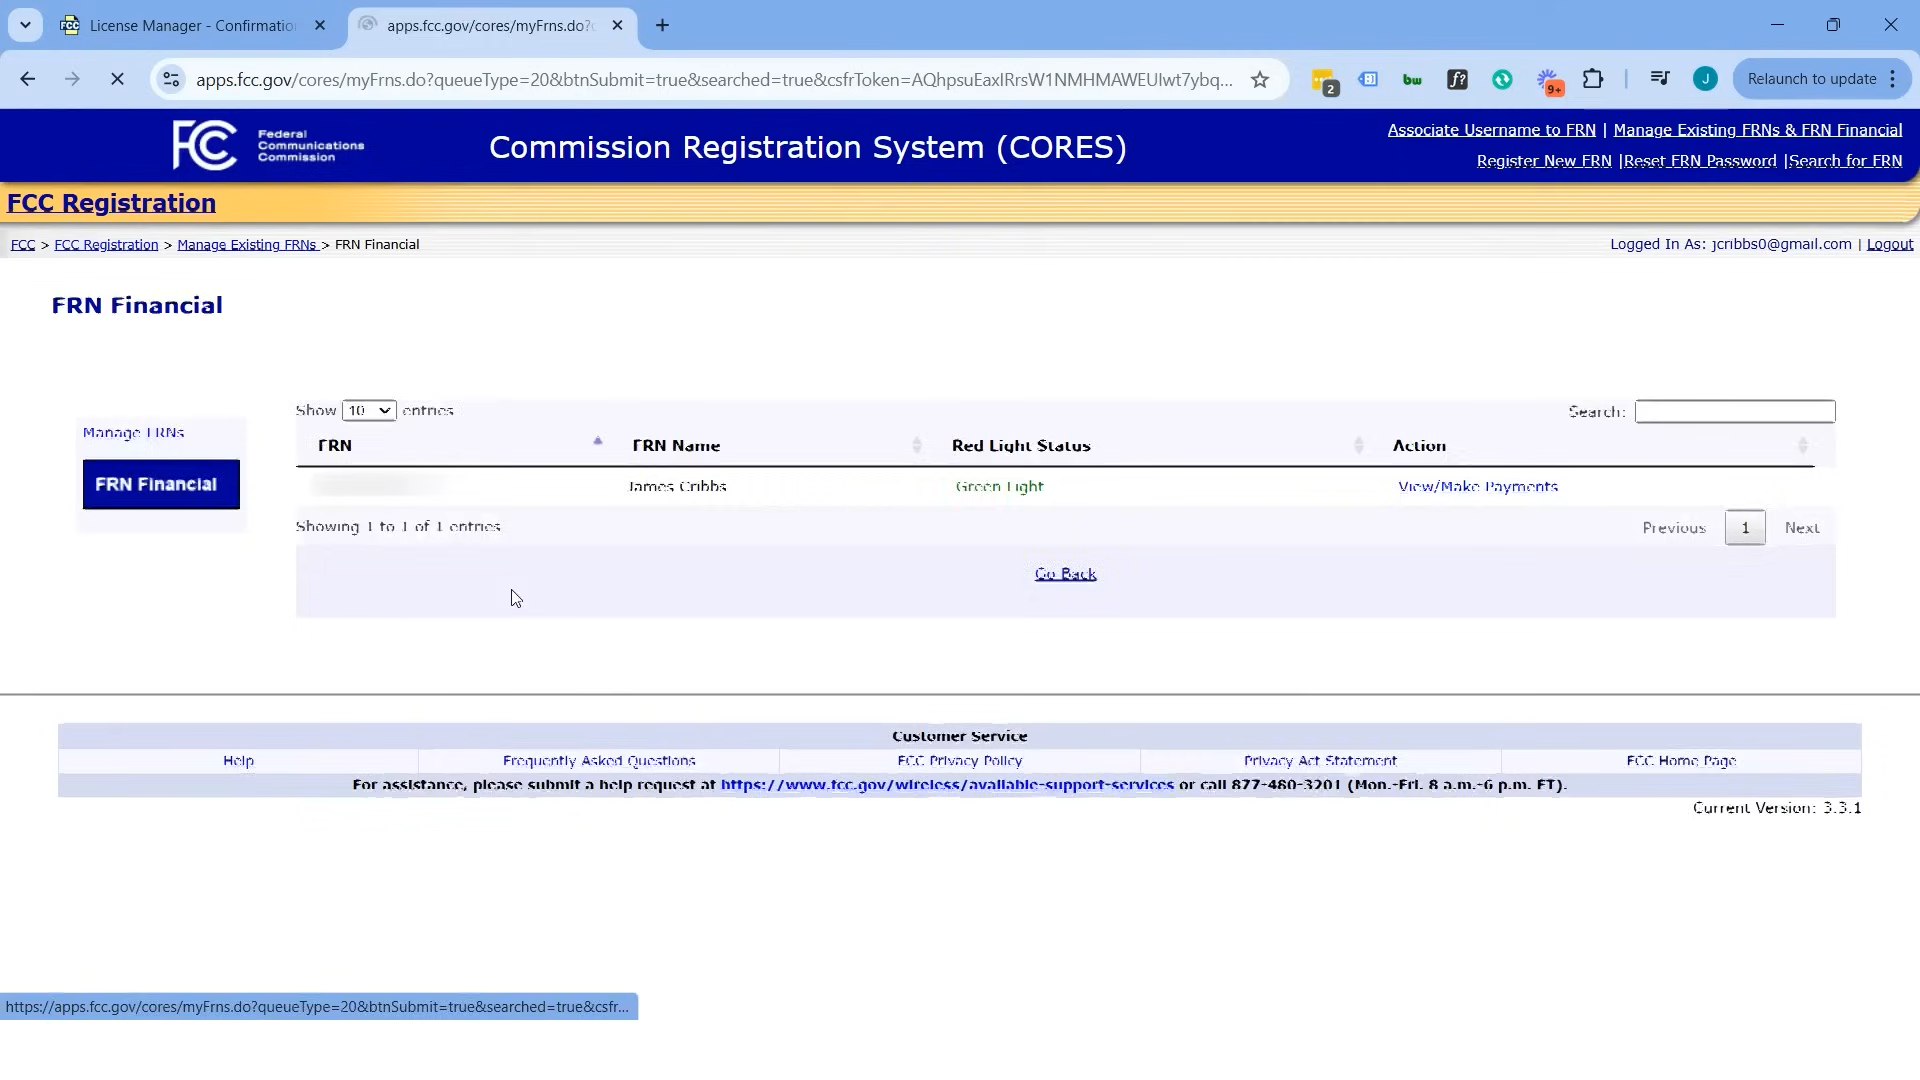 License Manager - Confirmatio
apps.fcc.gov/cores/myFrns.do?
apps.fcc.gov/cores/myFrns.do?queueType=20&btnSubmit=true&searched=true&csfrToken=AQhpsuEaxlRrsW1NMHMAWEUlwt7ybq...
2
bw
f?
9+
J
Relaunch to update
FCC
Federal
Communications
Commission
Commission Registration System (CORES)
Associate Username to FRN | Manage Existing FRNs & FRN Financial
Register New FRN |Reset FRN Password |Search for FRN
FCC Registration
FCC > FCC Registration > Manage Existing FRNs > FRN Financial
Logged In As: jcribbs0@gmail.com | Logout
FRN Financial
Manage FRNs
FRN Financial
Show 10 entries
Search:
FRN FRN Name Red Light Status Action
James Cribbs Green Light View/Make Payments
Showing 1 to 1 of 1 entries
Previous 1 Next
Go Back
Customer Service
Help Frequently Asked Questions FCC Privacy Policy Privacy Act Statement FCC Home Page
For assistance, please submit a help request at https://www.fcc.gov/wireless/available-support-services or call 877-480-3201 (Mon.-Fri. 8 a.m.-6 p.m. ET).
Current Version: 3.3.1
https://apps.fcc.gov/cores/myFrns.do?queueType=20&btnSubmit=true&searched=true&csfr...